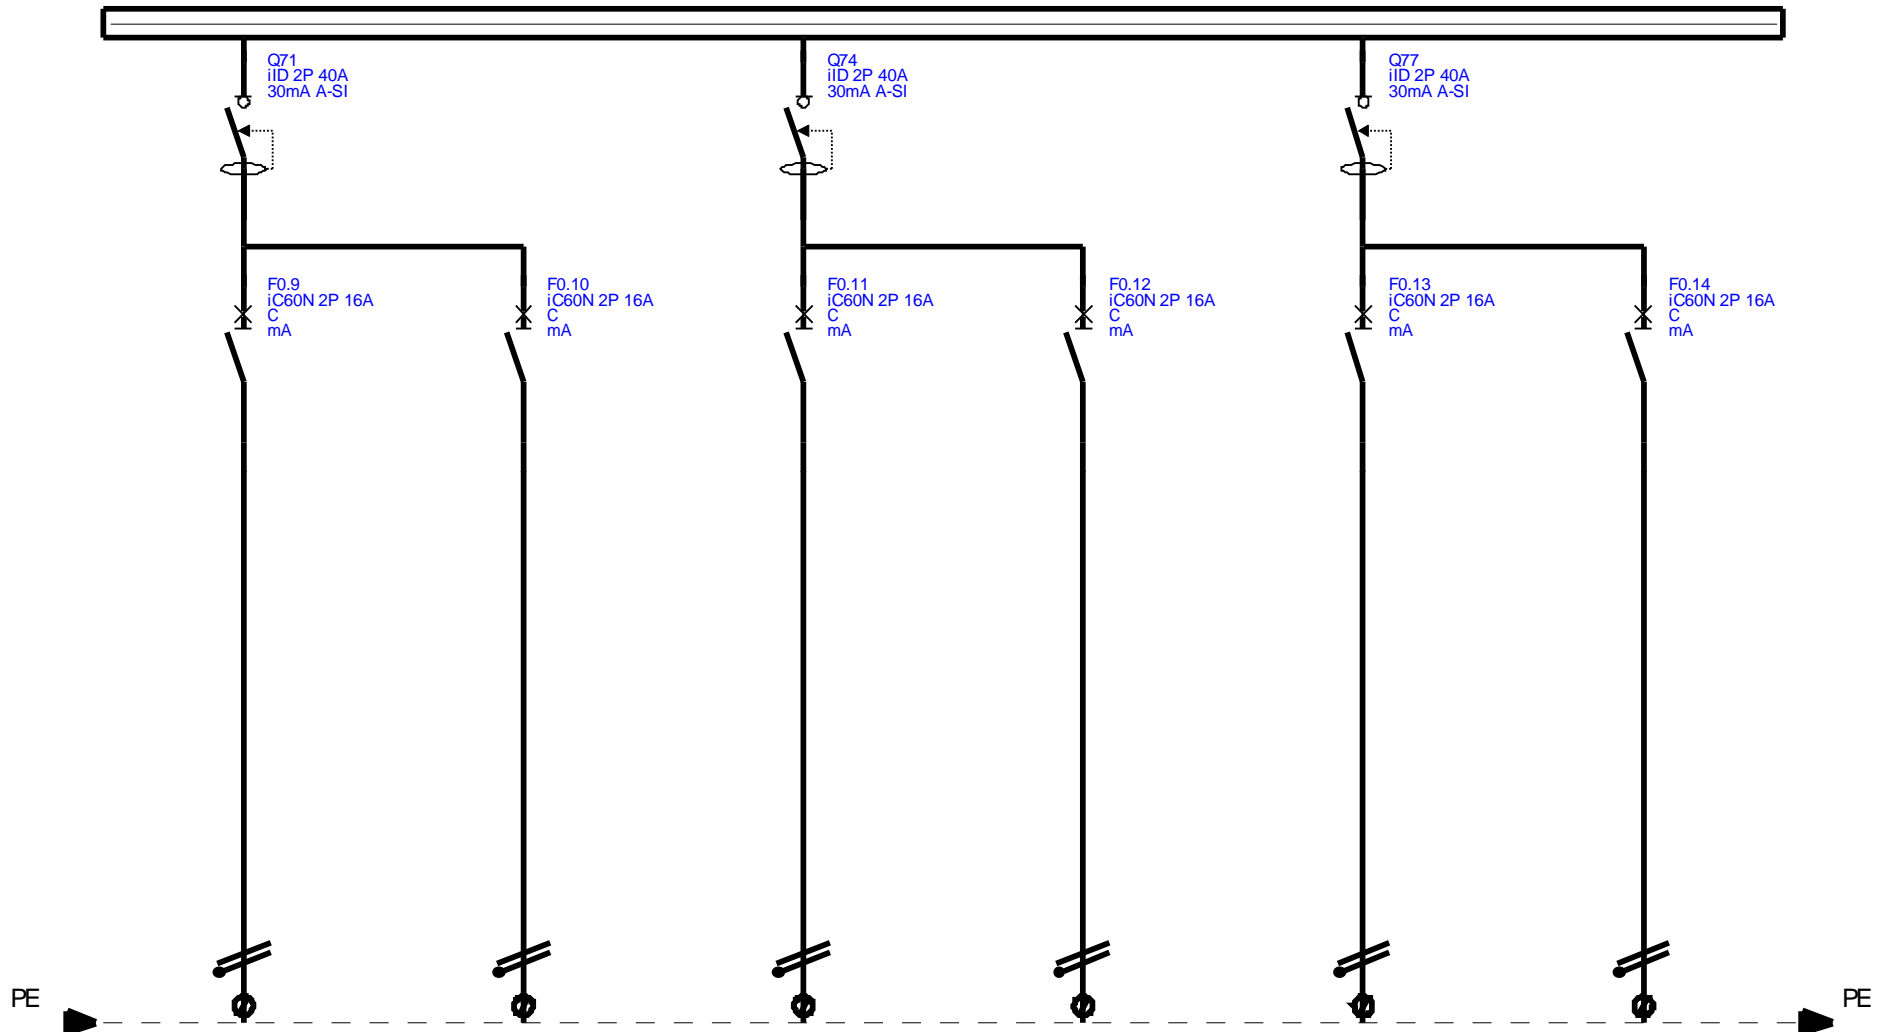 Q71
iID 2P 40A
30mA A-SI
Q74
iID 2P 40A
30mA A-SI
Q77
iID 2P 40A
30mA A-SI
F0.9
iC60N 2P 16A
C
mA
F0.10
iC60N 2P 16A
C
mA
F0.11
iC60N 2P 16A
C
mA
F0.12
iC60N 2P 16A
C
mA
F0.13
iC60N 2P 16A
C
mA
F0.14
iC60N 2P 16A
C
mA
PE
PE